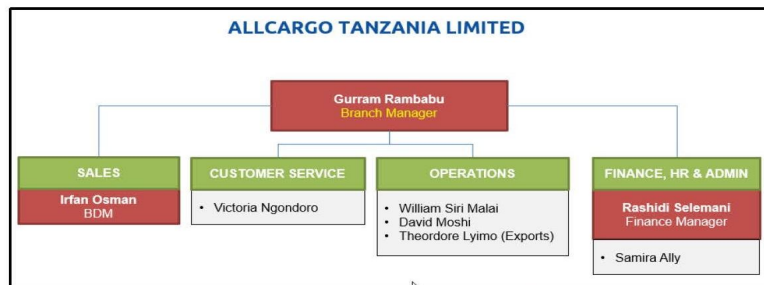 ALLCARGO TANZANIA LIMITED
Gurram Rambabu
Branch Manager
SALES
Irfan Osman
BDM
CUSTOMER SERVICE
• Victoria Ngondoro
OPERATIONS
• William Siri Malai
• David Moshi
• Theordore Lyimo (Exports)
FINANCE, HR & ADMIN
Rashidi Selemani
Finance Manager
• Samira Ally